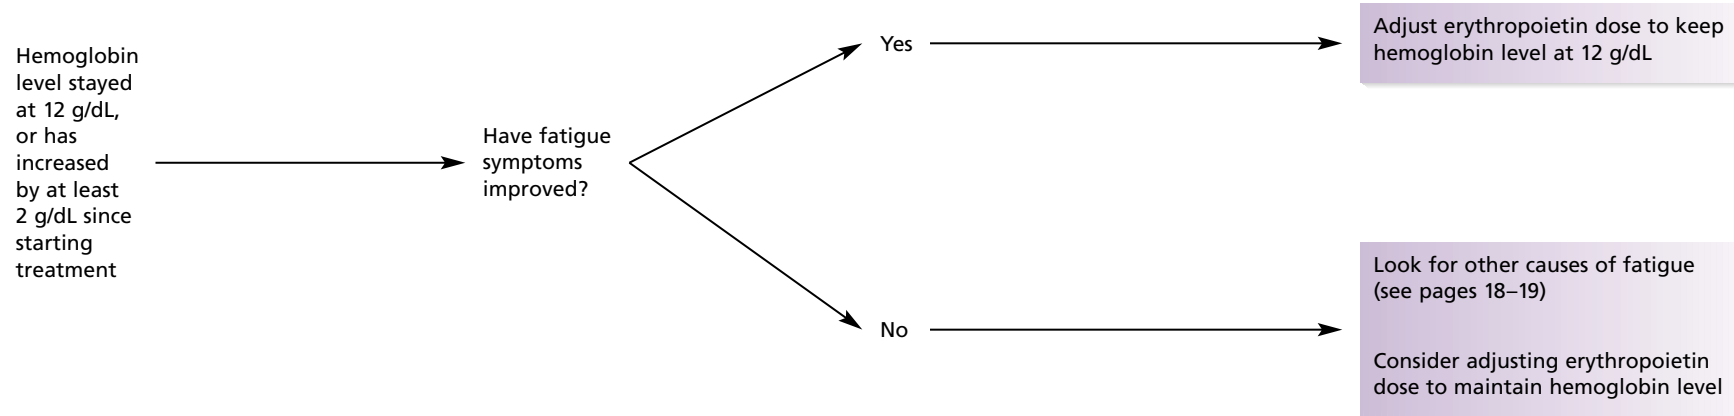 Hemoglobin
level stayed
at 12 g/dL,
or has
increased
by at least
2 g/dL since
starting
treatment
Have fatigue
symptoms
improved?
Yes
Adjust erythropoietin dose to keep
hemoglobin level at 12 g/dL
No
Look for other causes of fatigue
(see pages 18–19)
Consider adjusting erythropoietin
dose to maintain hemoglobin level